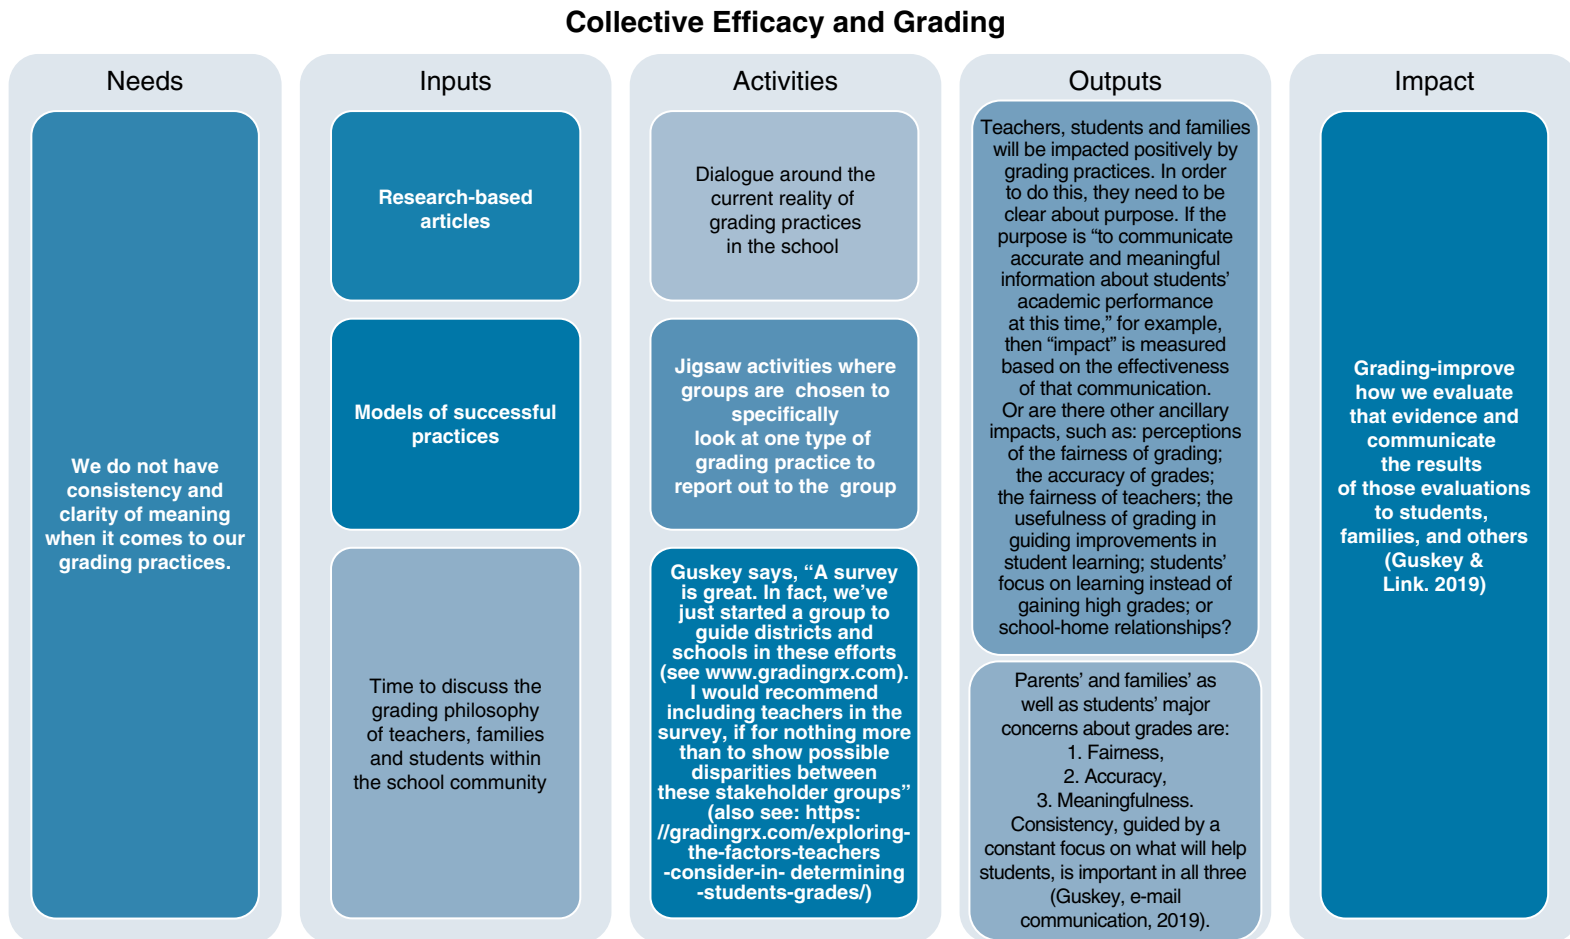 Collective Efficacy and Grading
Needs
We do not have
consistency and
clarity of meaning
when it comes to our
grading practices.
Inputs
Research-based
articles
Models of successful
practices
Time to discuss the
grading philosophy
of teachers, families
and students within
the school community
Activities
Dialogue around the
current reality of
grading practices
in the school
Jigsaw activities where
groups are chosen to
specifically
look at one type of
grading practice to
report out to the group
Guskey says, “A survey
is great. In fact, we’ve
just started a group to
guide districts and
schools in these efforts
(see www.gradingrx.com).
I would recommend
including teachers in the
survey, if for nothing more
than to show possible
disparities between
these stakeholder groups”
(also see: https:
//gradingrx.com/exploring-
the-factors-teachers
-consider-in- determining
-students-grades/)
Outputs
Teachers, students and families
will be impacted positively by
grading practices. In order
to do this, they need to be
clear about purpose. If the
purpose is “to communicate
accurate and meaningful
information about students’
academic performance
at this time,” for example,
then “impact” is measured
based on the effectiveness
of that communication.
Or are there other ancillary
impacts, such as: perceptions
of the fairness of grading;
the accuracy of grades;
the fairness of teachers; the
usefulness of grading in
guiding improvements in
student learning; students’
focus on learning instead of
gaining high grades; or
school-home relationships?
Parents’ and families’ as
well as students’ major
concerns about grades are:
1. Fairness,
2. Accuracy,
3. Meaningfulness.
Consistency, guided by a
constant focus on what will help
students, is important in all three
(Guskey, e-mail
communication, 2019).
Impact
Grading-improve
how we evaluate
that evidence and
communicate
the results
of those evaluations
to students,
families, and others
(Guskey &
Link. 2019)